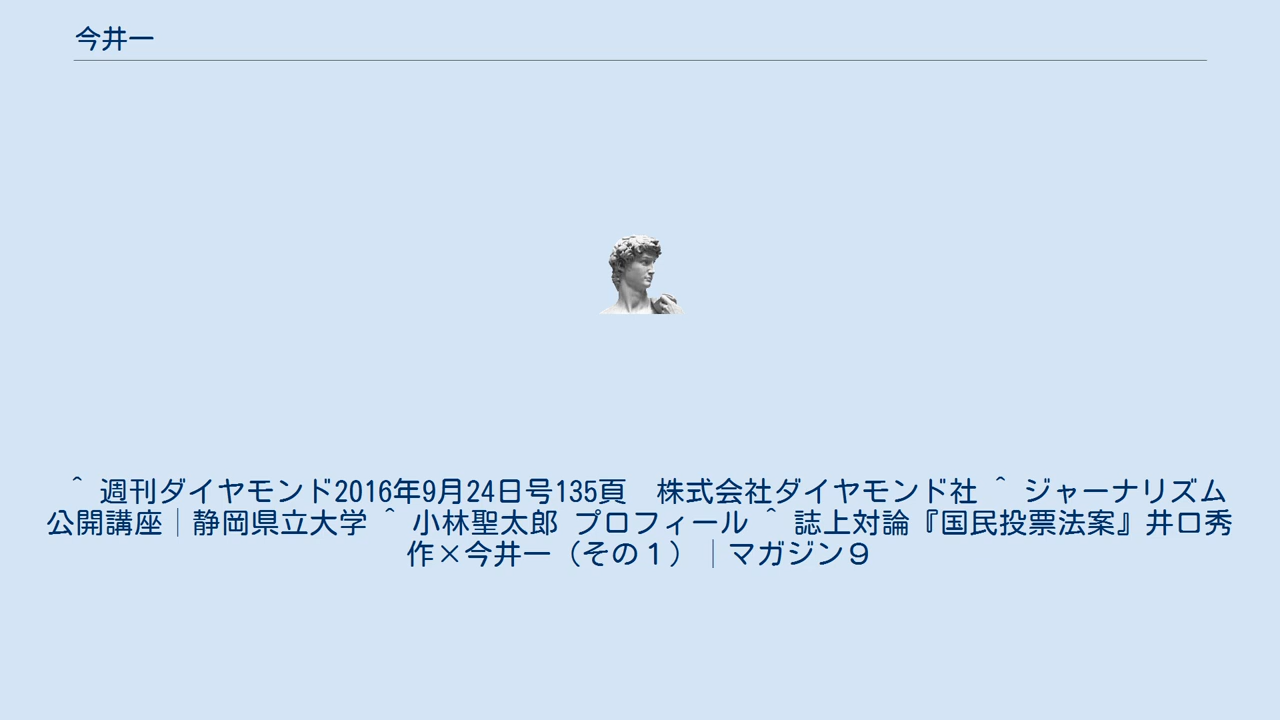 今井一
^ 週刊ダイヤモンド2016年9月24日号135頁　株式会社ダイヤモンド社 ^ ジャーナリズム
公開講座｜静岡県立大学 ^ 小林聖太郎 プロフィール ^ 誌上対論『国民投票法案』井口秀
作×今井一（その１）｜マガジン９